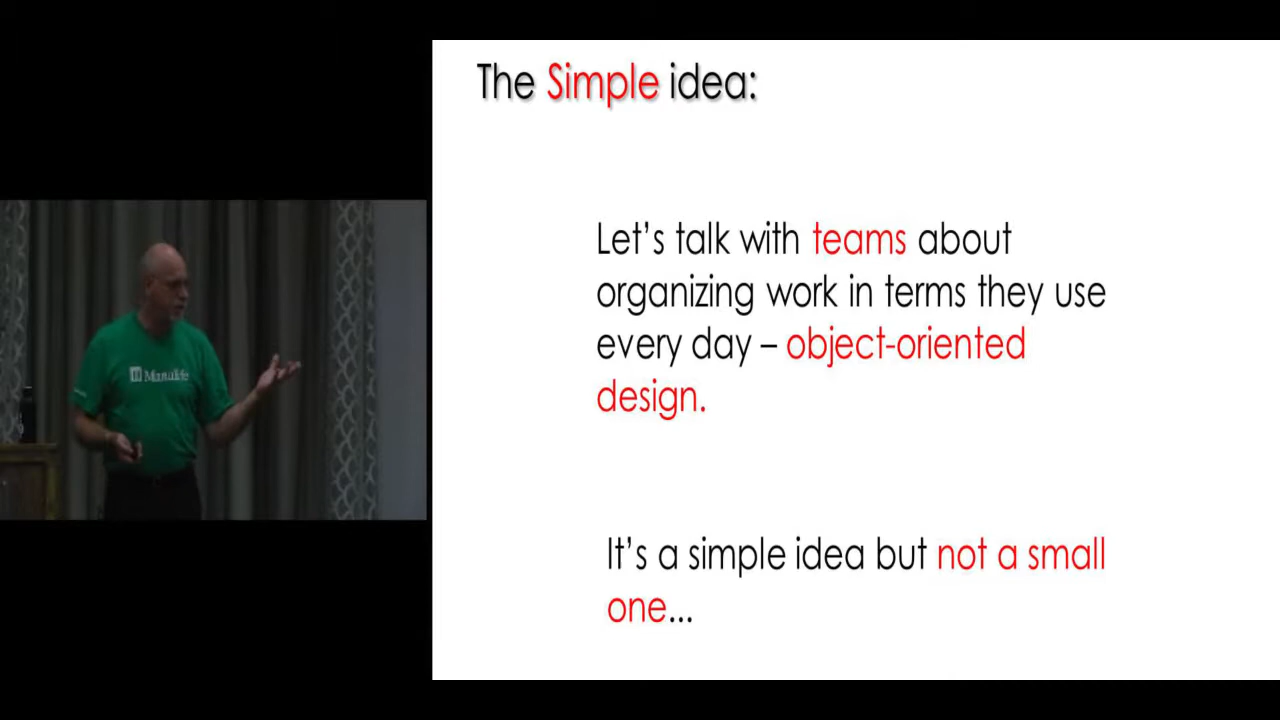 The Simple idea:
Let's talk with teams about
organizing work in terms they use
every day – object-oriented
design.
It's a simple idea but not a small
one...
Manulife